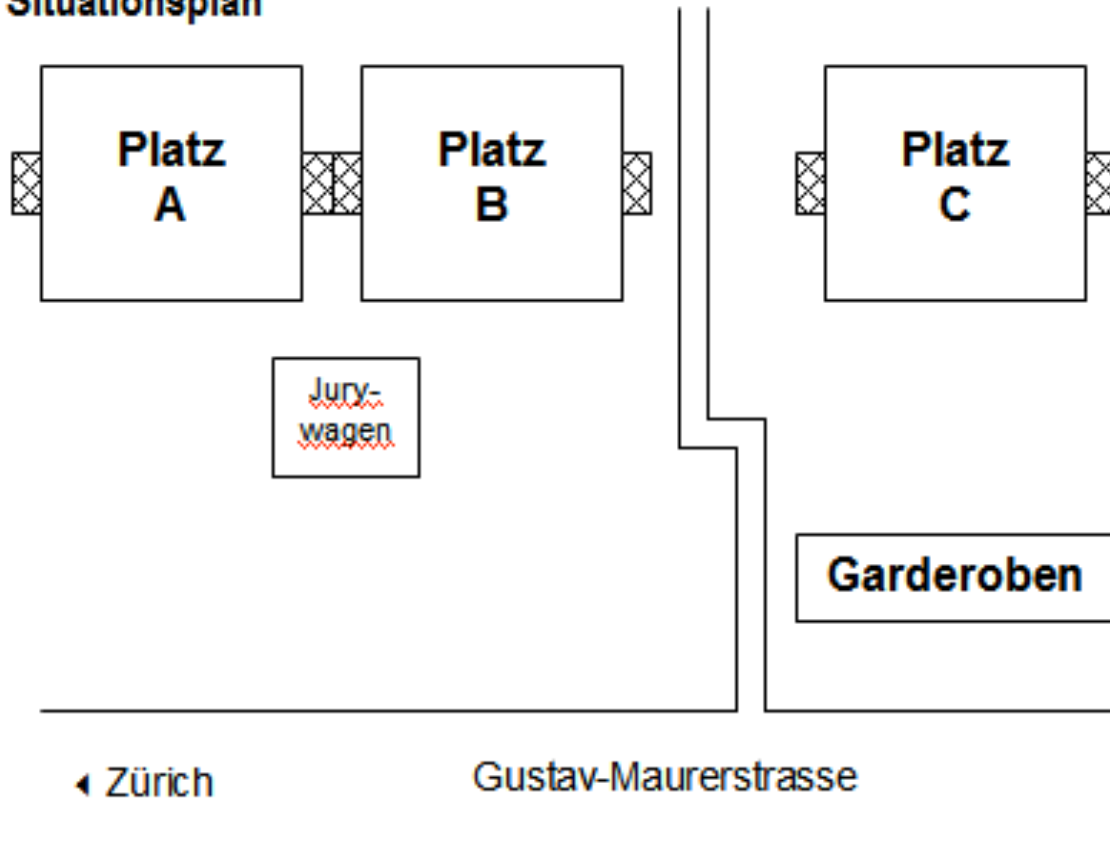 Situationsplan
Platz
A
Platz
B
Platz
C
Jury-
wagen
Garderoben
Zürich
Gustav-Maurerstrasse